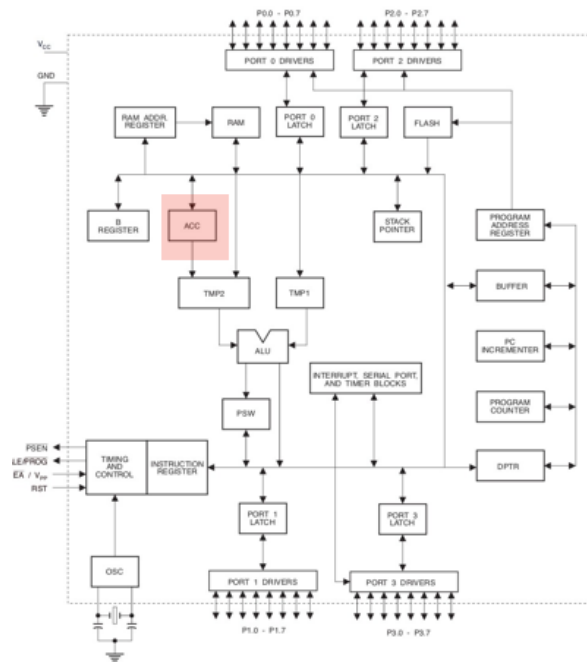 P0.0 - P0.7
P2.0 - P2.7
VCC
GND
PORT 0 DRIVERS
PORT 2 DRIVERS
RAM ADDR.
REGISTER
RAM
PORT 0
LATCH
PORT 2
LATCH
FLASH
B
REGISTER
ACC
STACK
POINTER
PROGRAM
ADDRESS
REGISTER
TMP2
TMP1
BUFFER
ALU
PC
INCREMENTER
INTERRUPT, SERIAL PORT,
AND TIMER BLOCKS
PSW
PROGRAM
COUNTER
PSEN
LE/PROG
EA / VPP
RST
TIMING
AND
CONTROL
INSTRUCTION
REGISTER
DPTR
PORT 1
LATCH
PORT 3
LATCH
OSC
PORT 1 DRIVERS
PORT 3 DRIVERS
P1.0 - P1.7
P3.0 - P3.7